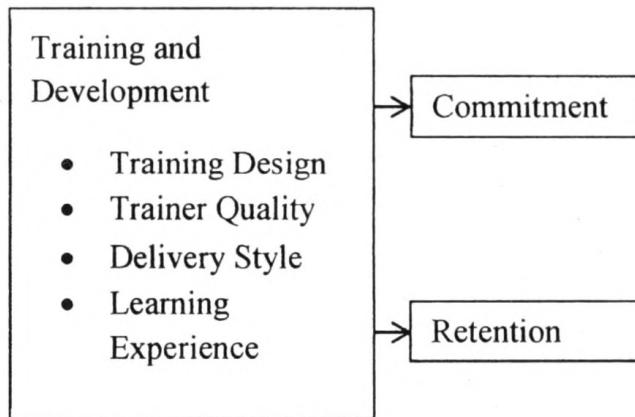 Training and
Development
• Training Design
• Trainer Quality
• Delivery Style
• Learning
Experience
Commitment
Retention